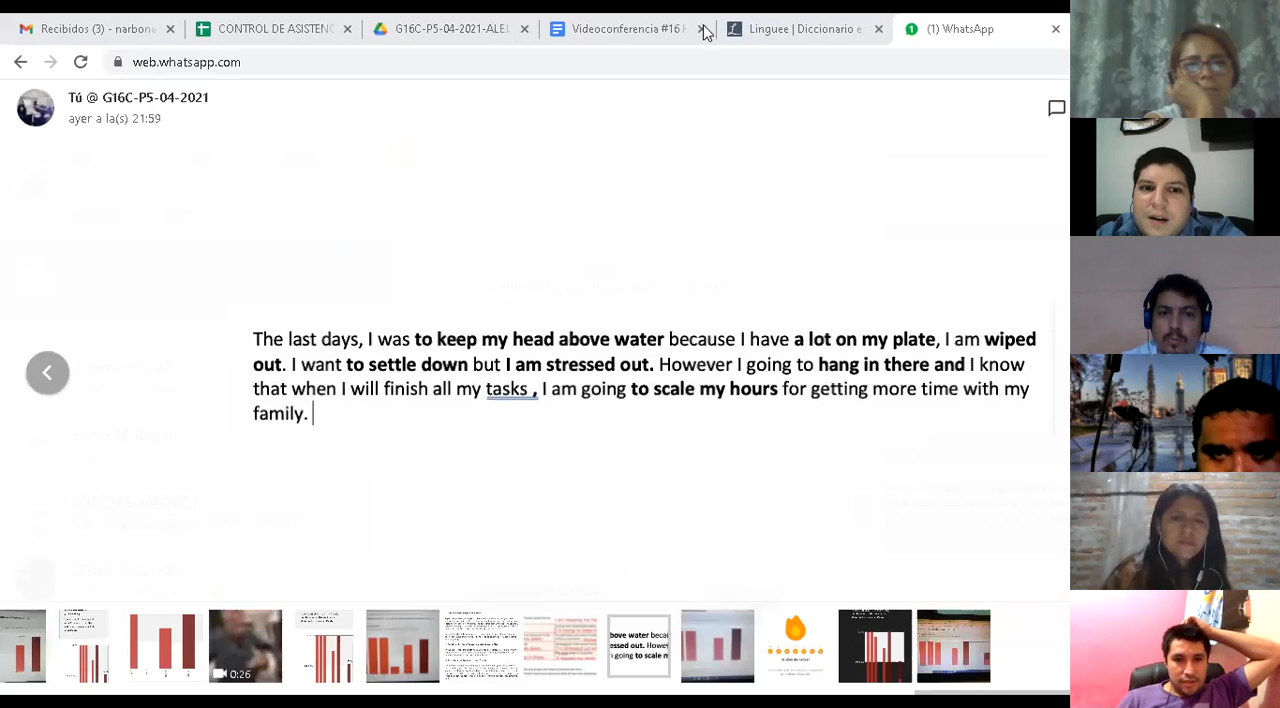 Recibidos (3) - narbona
CONTROL DE ASISTENC
G16C-P5-04-2021-ALEJ
Videoconferencia #16
Linguee | Diccionario e
(1) WhatsApp
web.whatsapp.com
Tú @ G16C-P5-04-2021
ayer a la(s) 21:59
The last days, I was to keep my head above water because I have a lot on my plate, I am wiped
out. I want to settle down but I am stressed out. However I going to hang in there and I know
that when I will finish all my tasks , I am going to scale my hours for getting more time with my
family.
bove water becau
essed out. Howev
going to scale m
0:26